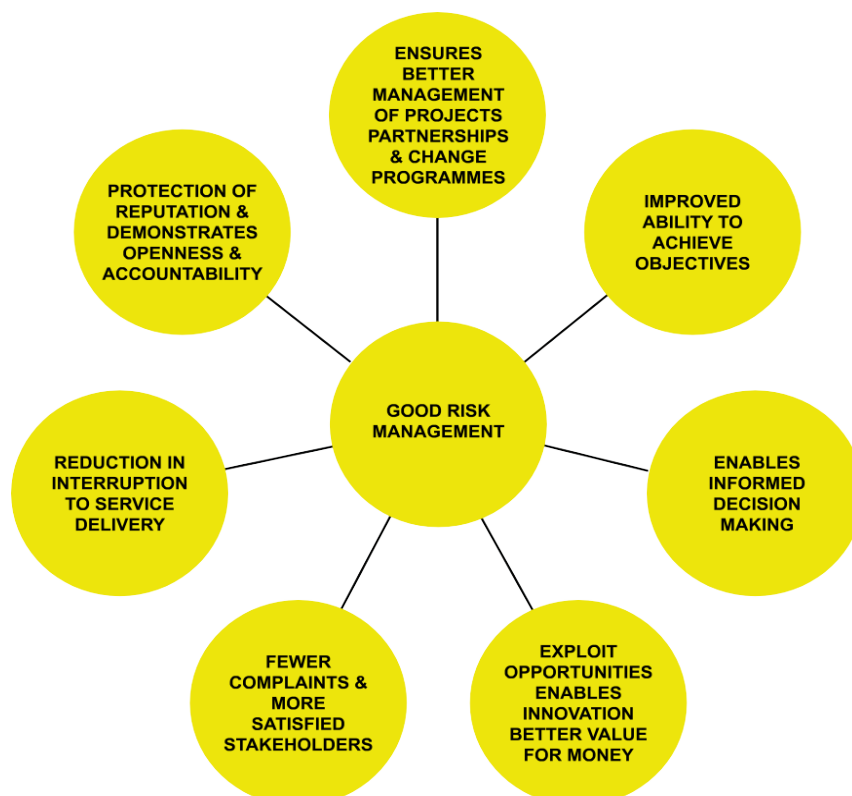 ENSURES
BETTER
MANAGEMENT
OF PROJECTS
PARTNERSHIPS
& CHANGE
PROGRAMMES
PROTECTION OF
REPUTATION &
DEMONSTRATES
OPENNESS &
ACCOUNTABILITY
IMPROVED
ABILITY TO
ACHIEVE
OBJECTIVES
GOOD RISK
MANAGEMENT
REDUCTION IN
INTERRUPTION
TO SERVICE
DELIVERY
ENABLES
INFORMED
DECISION
MAKING
FEWER
COMPLAINTS &
MORE
SATISFIED
STAKEHOLDERS
EXPLOIT
OPPORTUNITIES
ENABLES
INNOVATION
BETTER VALUE
FOR MONEY